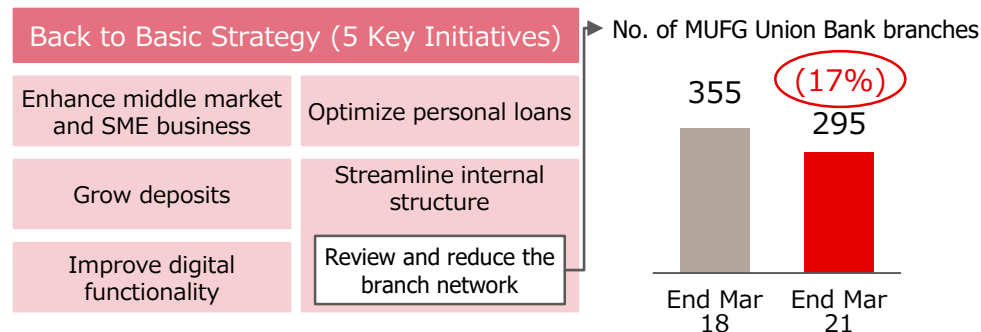 Back to Basic Strategy (5 Key Initiatives)
Enhance middle market
and SME business
Optimize personal loans
Grow deposits
Streamline internal
structure
Improve digital
functionality
Review and reduce the
branch network
No. of MUFG Union Bank branches
(17%)
355
295
End Mar
18
End Mar
21